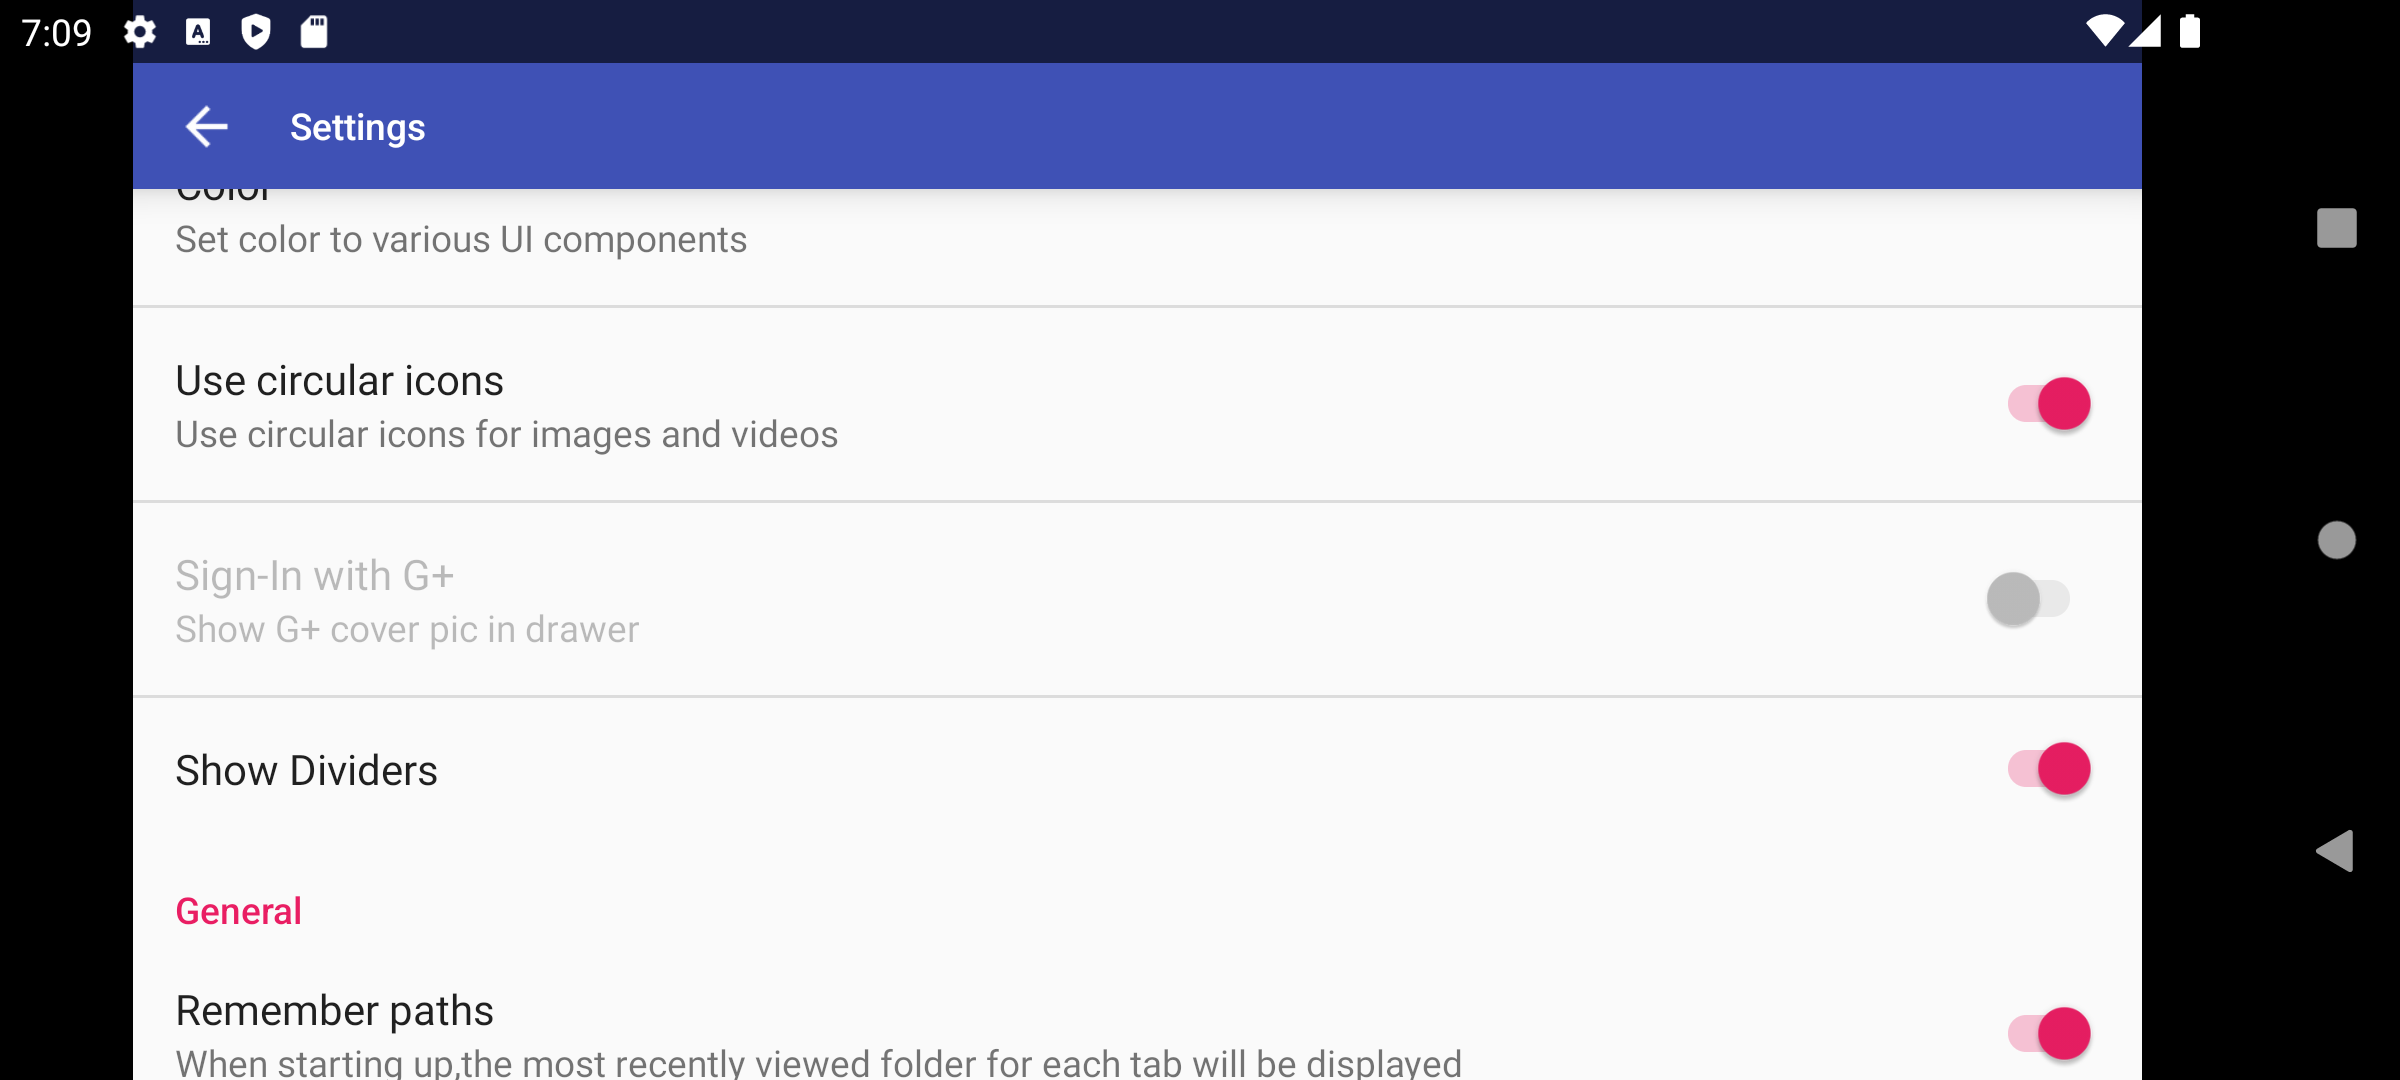 7:09
Settings
Color
Set color to various UI components
Use circular icons
Use circular icons for images and videos
Sign-In with G+
Show G+ cover pic in drawer
Show Dividers
General
Remember paths
When starting up,the most recently viewed folder for each tab will be displayed